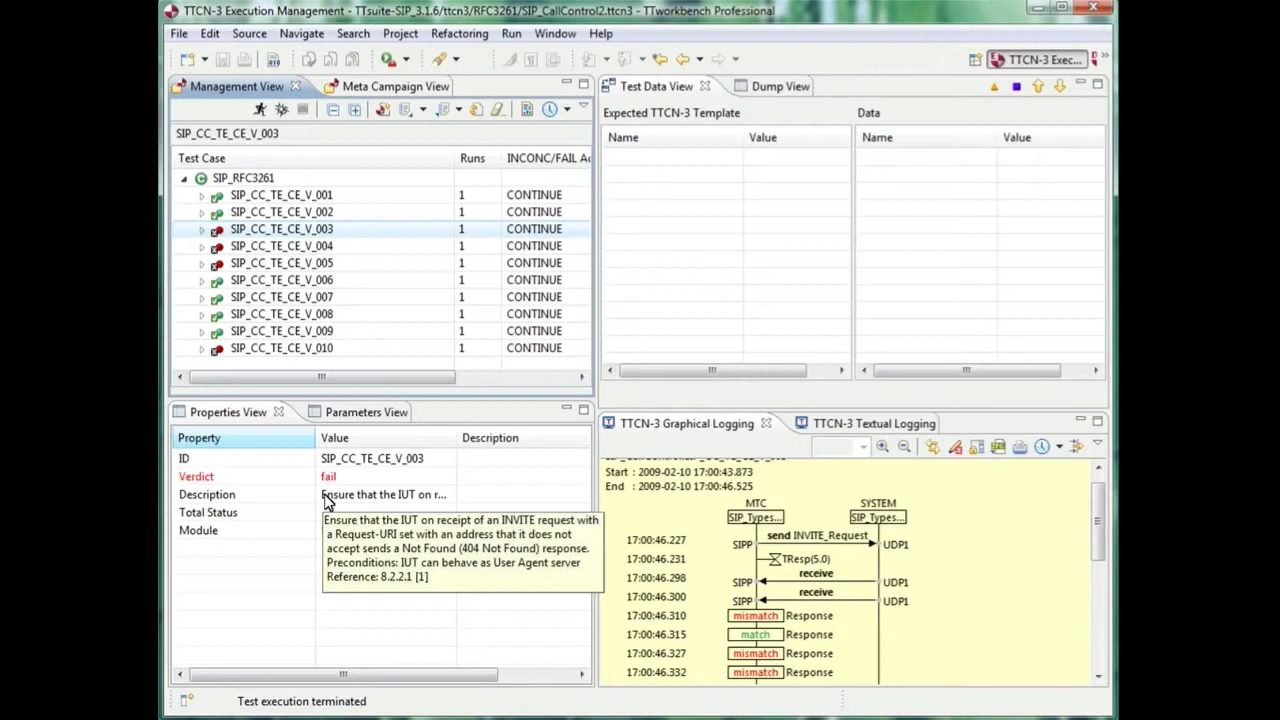 TTCN-3 Execution Management - TTsuite-SIP_3.1.6/ttcn3/RFC3261/SIP_CallControl2.ttcn3 - TTworkbench Professional
File Edit Source Navigate Search Project Refactoring Run Window Help
TTCN-3 Exec...
Management View Meta Campaign View
SIP_CC_TE_CE_V_003
Test Case Runs INCONC/FAIL Ac
SIP_RFC3261
SIP_CC_TE_CE_V_001 1 CONTINUE
SIP_CC_TE_CE_V_002 1 CONTINUE
SIP_CC_TE_CE_V_003 1 CONTINUE
SIP_CC_TE_CE_V_004 1 CONTINUE
SIP_CC_TE_CE_V_005 1 CONTINUE
SIP_CC_TE_CE_V_006 1 CONTINUE
SIP_CC_TE_CE_V_007 1 CONTINUE
SIP_CC_TE_CE_V_008 1 CONTINUE
SIP_CC_TE_CE_V_009 1 CONTINUE
SIP_CC_TE_CE_V_010 1 CONTINUE
Test Data View Dump View
Expected TTCN-3 Template Data
Name Value Name Value
Properties View Parameters View
Property Value Description
ID SIP_CC_TE_CE_V_003
Verdict fail
Description Ensure that the IUT on r...
Total Status
Module
Ensure that the IUT on receipt of an INVITE request with
a Request-URI set with an address that it does not
accept sends a Not Found (404 Not Found) response.
Preconditions: IUT can behave as User Agent server
Reference: 8.2.2.1 [1]
TTCN-3 Graphical Logging TTCN-3 Textual Logging
Start : 2009-02-10 17:00:43.873
End : 2009-02-10 17:00:46.525
MTC SYSTEM
SIP_Types... SIP_Types...
17:00:46.227 SIPP send INVITE_Request UDP1
17:00:46.231 TResp(5.0)
17:00:46.298 SIPP receive UDP1
17:00:46.300 SIPP receive UDP1
17:00:46.310 mismatch Response
17:00:46.315 match Response
17:00:46.327 mismatch Response
17:00:46.332 mismatch Response
Test execution terminated